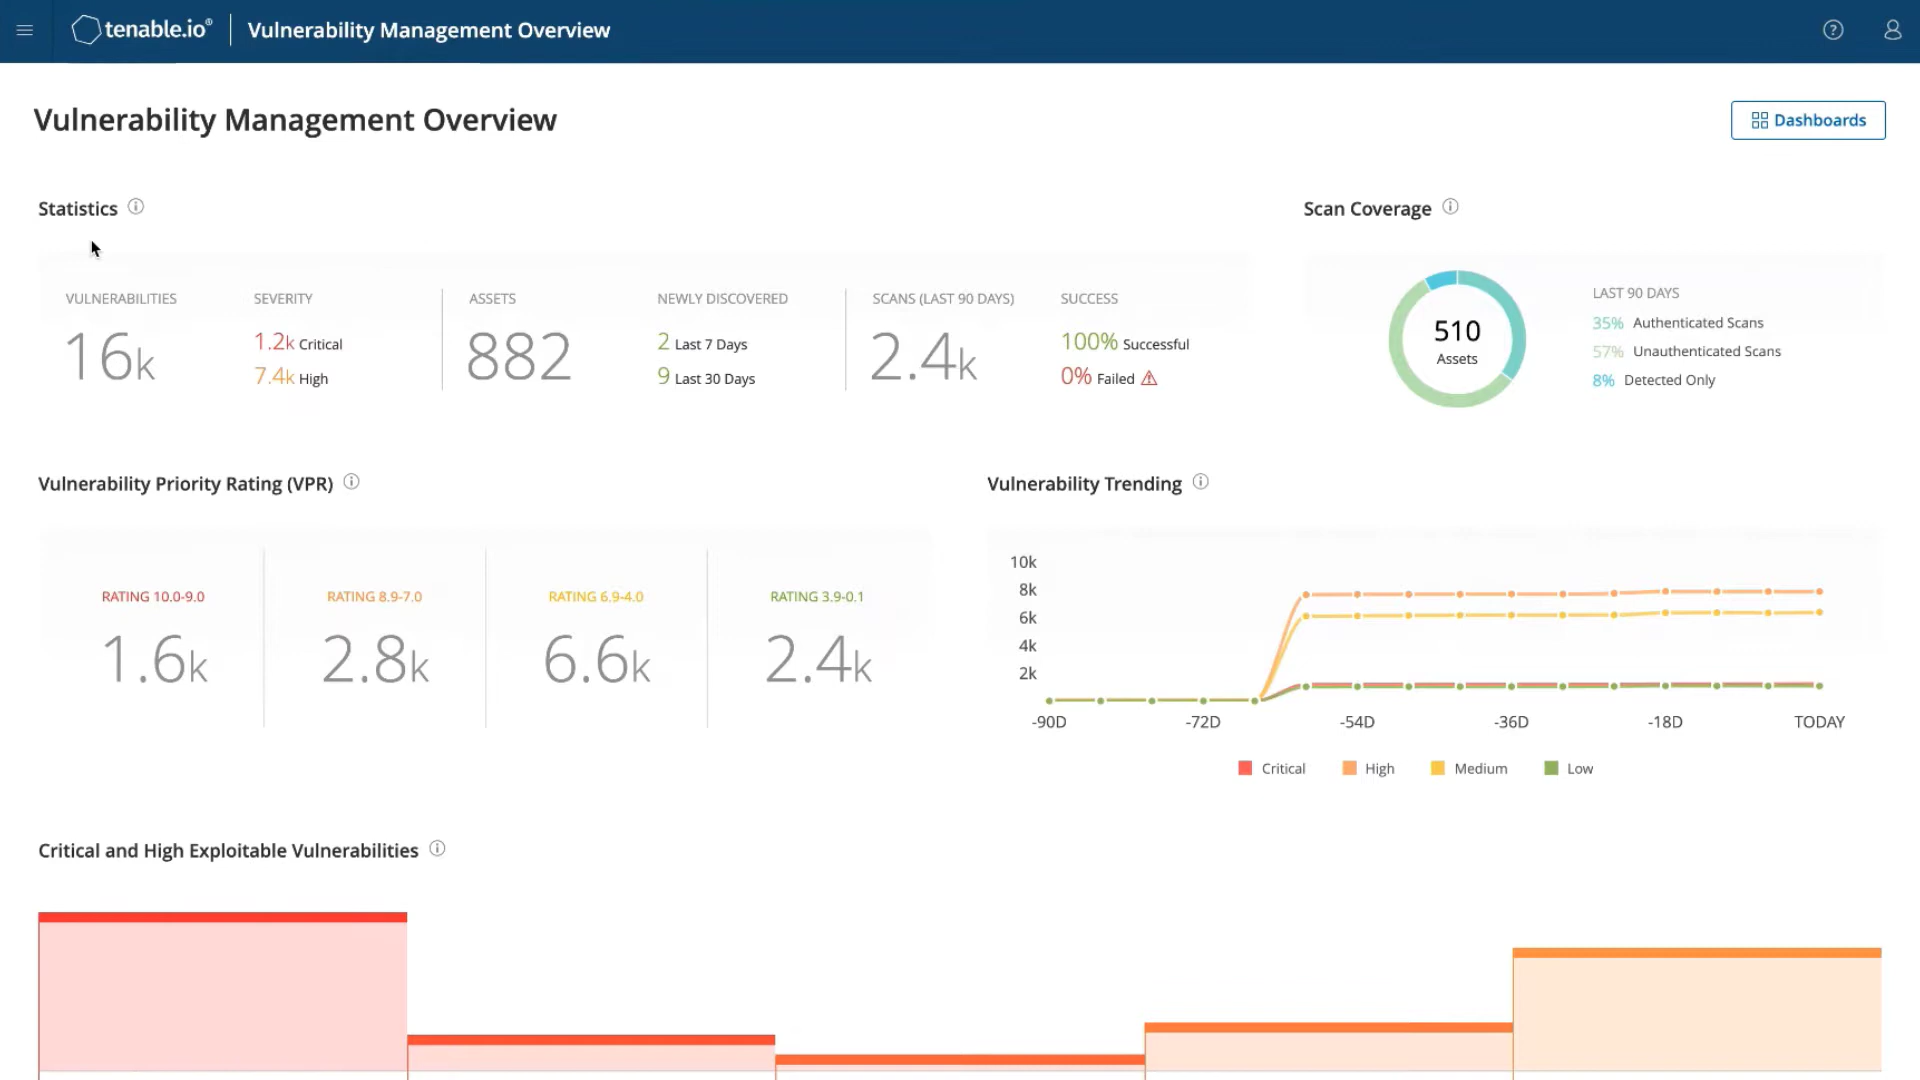 tenable.io® Vulnerability Management Overview
Vulnerability Management Overview
Dashboards
Statistics
VULNERABILITIES
16k
SEVERITY
1.2k Critical
7.4k High
ASSETS
882
NEWLY DISCOVERED
2 Last 7 Days
9 Last 30 Days
SCANS (LAST 90 DAYS)
2.4k
SUCCESS
100% Successful
0% Failed
Scan Coverage
510
Assets
LAST 90 DAYS
35% Authenticated Scans
57% Unauthenticated Scans
8% Detected Only
Vulnerability Priority Rating (VPR)
RATING 10.0-9.0
1.6k
RATING 8.9-7.0
2.8k
RATING 6.9-4.0
6.6k
RATING 3.9-0.1
2.4k
Vulnerability Trending
10k
8k
6k
4k
2k
-90D -72D -54D -36D -18D TODAY
Critical High Medium Low
Critical and High Exploitable Vulnerabilities